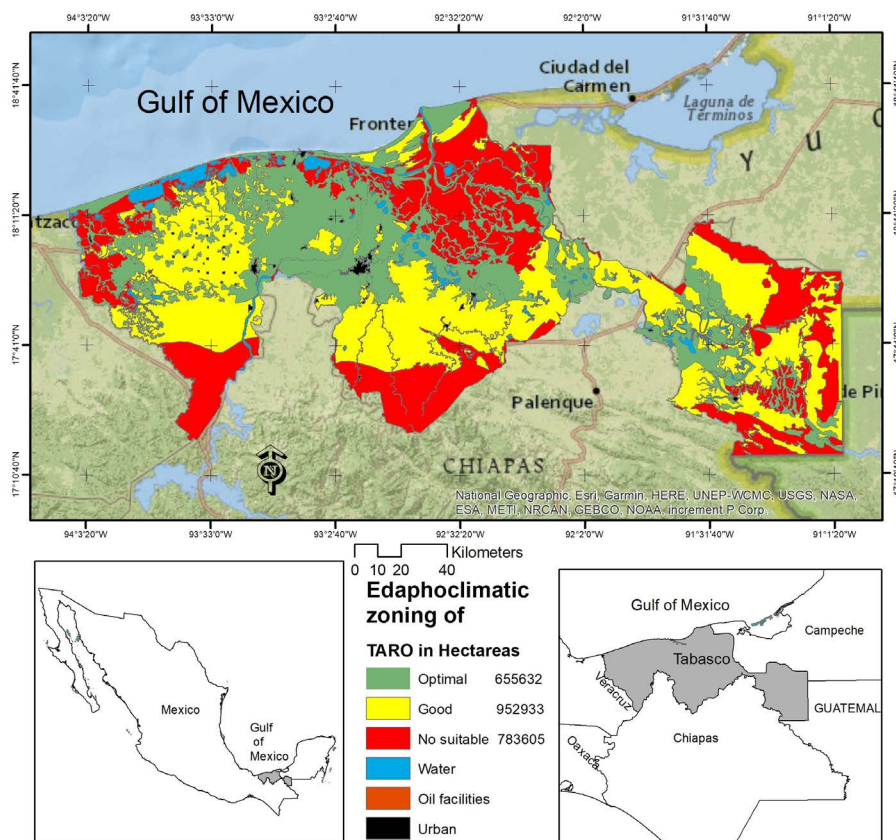 94°3'20"W 93°33'0"W 93°2'40"W 92°32'20"W 92°2'0"W 91°31'40"W 91°1'20"W
18°41'40"N
Ciudad del
Carmen
Laguna de
Términos
Gulf of Mexico
Fronter
Y U C
18°11'20"N
tzaco
17°41'0"N
Palenque
de Pi
CHIAPAS
N
17°10'40"N
National Geographic, Esri, Garmin, HERE, UNEP-WCMC, USGS, NASA,
ESA, METI, NRCAN, GEBCO, NOAA, increment P Corp.
94°3'20"W 93°33'0"W 93°2'40"W 92°32'20"W 92°2'0"W 91°31'40"W 91°1'20"W
Kilometers
0 10 20 40
Edaphoclimatic
zoning of
TARO in Hectareas
Optimal 655632
Good 952933
No suitable 783605
Water
Oil facilities
Urban
Mexico
Gulf
of
Mexico
Gulf of Mexico
Campeche
Tabasco
Veracruz
GUATEMAL
Chiapas
Oaxaca